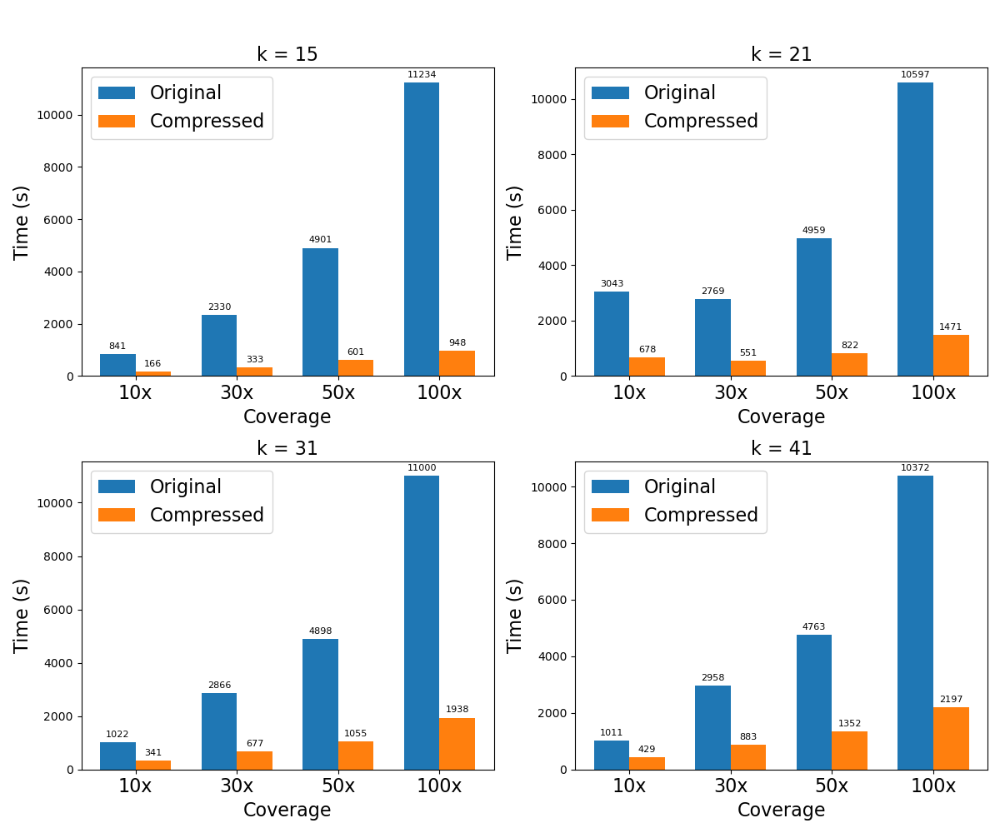 k = 15
Original
Compressed
Time (s)
10000
8000
6000
4000
2000
0
841
166
2330
333
4901
601
11234
948
10x 30x 50x 100x
Coverage
k = 21
Original
Compressed
Time (s)
10000
8000
6000
4000
2000
0
3043
678
2769
551
4959
822
10597
1471
10x 30x 50x 100x
Coverage
k = 31
Original
Compressed
Time (s)
10000
8000
6000
4000
2000
0
1022
341
2866
677
4898
1055
11000
1938
10x 30x 50x 100x
Coverage
k = 41
Original
Compressed
Time (s)
10000
8000
6000
4000
2000
0
1011
429
2958
883
4763
1352
10372
2197
10x 30x 50x 100x
Coverage